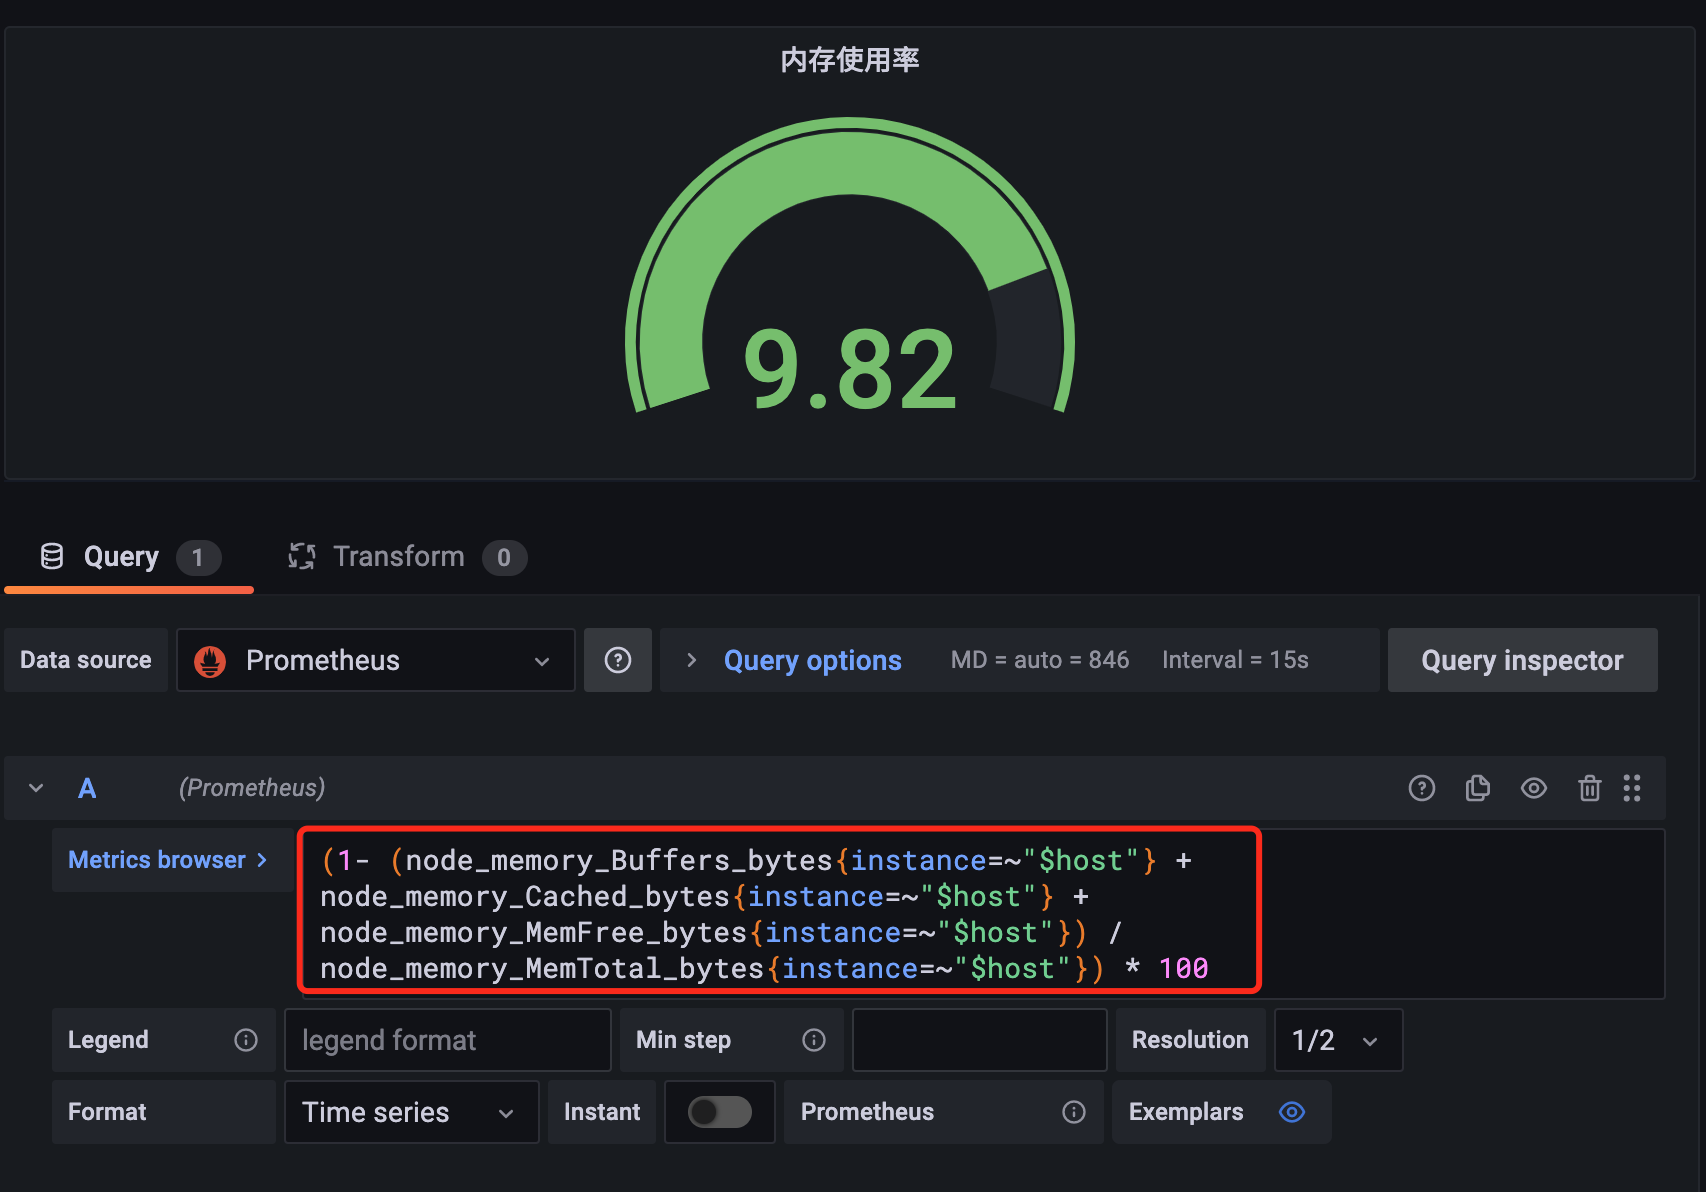 内存使用率
9.82
Query 1 Transform 0
Data source Prometheus Query options MD = auto = 846 Interval = 15s Query inspector
A (Prometheus)
Metrics browser (1- (node_memory_Buffers_bytes{instance=~"$host"} +
node_memory_Cached_bytes{instance=~"$host"} +
node_memory_MemFree_bytes{instance=~"$host"}) /
node_memory_MemTotal_bytes{instance=~"$host"}) * 100
Legend legend format Min step Resolution 1/2
Format Time series Instant Prometheus Exemplars